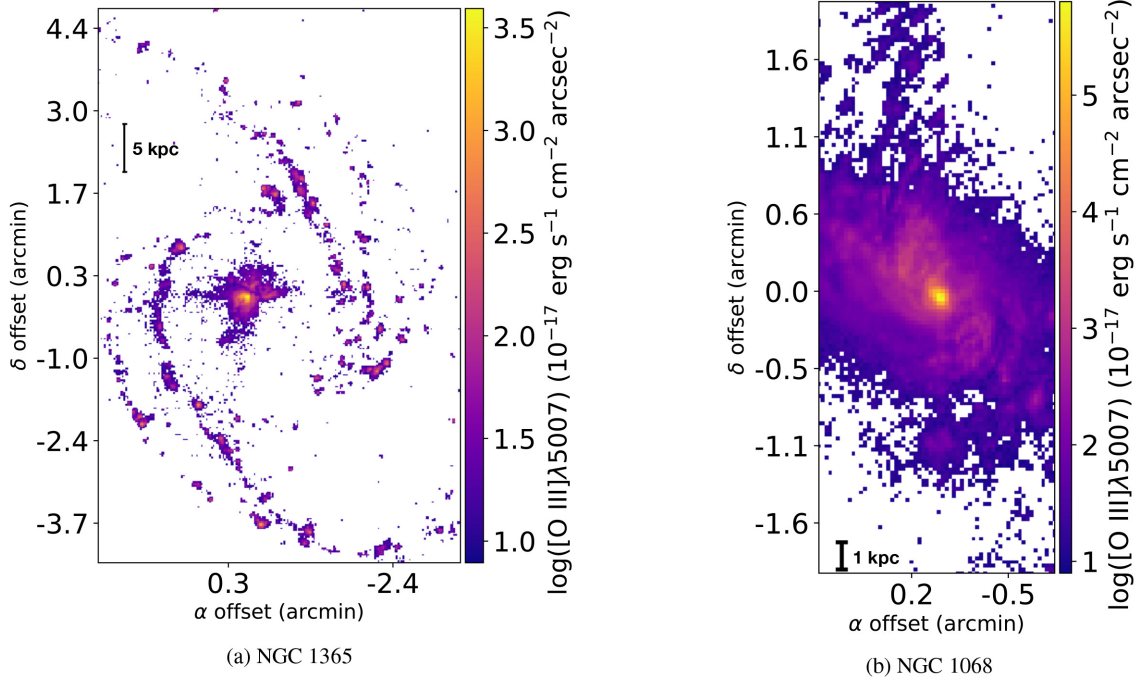 4.4
3.0
1.7
0.3
-1.0
-2.4
-3.7
δ offset (arcmin)
5 kpc
0.3
-2.4
α offset (arcmin)
3.5
3.0
2.5
2.0
1.5
1.0
log([O III]λ5007) (10⁻¹⁷ erg s⁻¹ cm⁻² arcsec⁻²)
(a) NGC 1365
1.6
1.1
0.6
0.0
-0.5
-1.1
-1.6
δ offset (arcmin)
1 kpc
0.2
-0.5
α offset (arcmin)
5
4
3
2
1
log([O III]λ5007) (10⁻¹⁷ erg s⁻¹ cm⁻² arcsec⁻²)
(b) NGC 1068